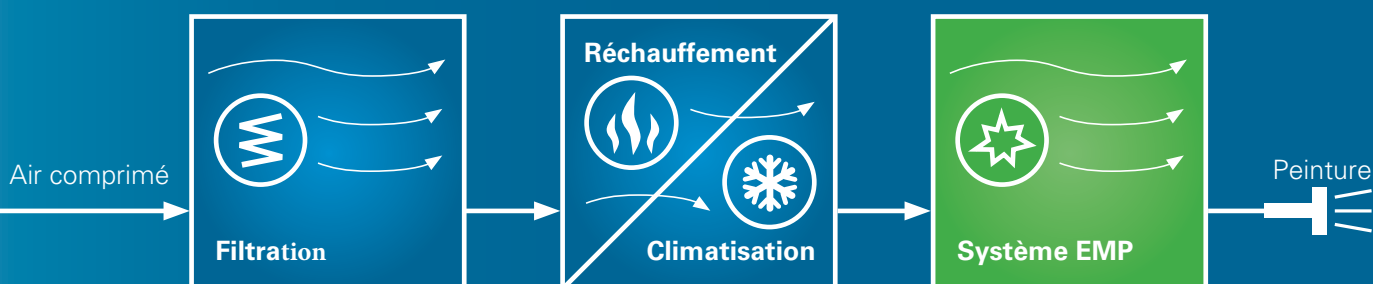 Air comprimé
Filtration
Réchauffement
Climatisation
Système EMP
Peinture